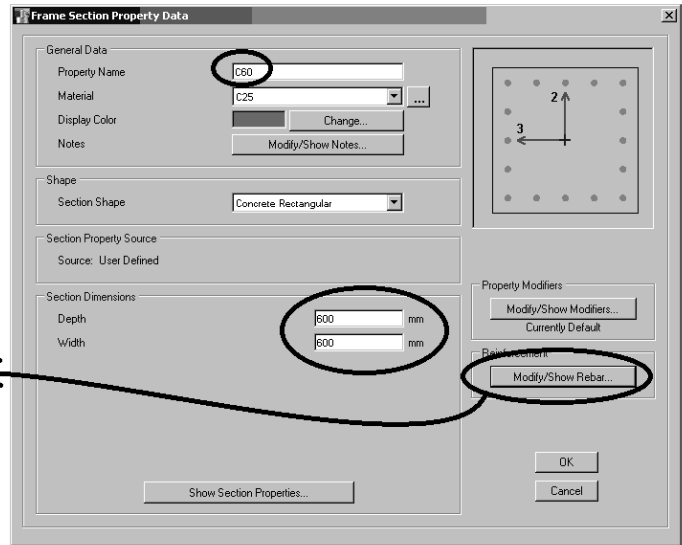 Frame Section Property Data
General Data
Property Name C60
Material C25 ...
Display Color Change...
Notes Modify/Show Notes...
Shape
Section Shape Concrete Rectangular
Section Property Source
Source: User Defined
Section Dimensions
Depth 600 mm
Width 600 mm
Show Section Properties...
2
3
Property Modifiers
Modify/Show Modifiers...
Currently Default
Reinforcement
Modify/Show Rebar...
OK
Cancel